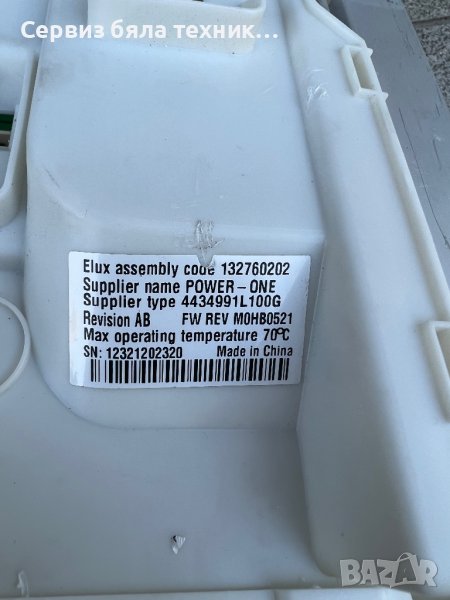 Сервиз бяла техник...
Elux assembly code 132760202
Supplier name POWER-ONE
Supplier type 4434991L100G
Revision AB FW REV M0HB0521
Max operating temperature 70°C
SN: 12321202320 Made in China
BAZAR